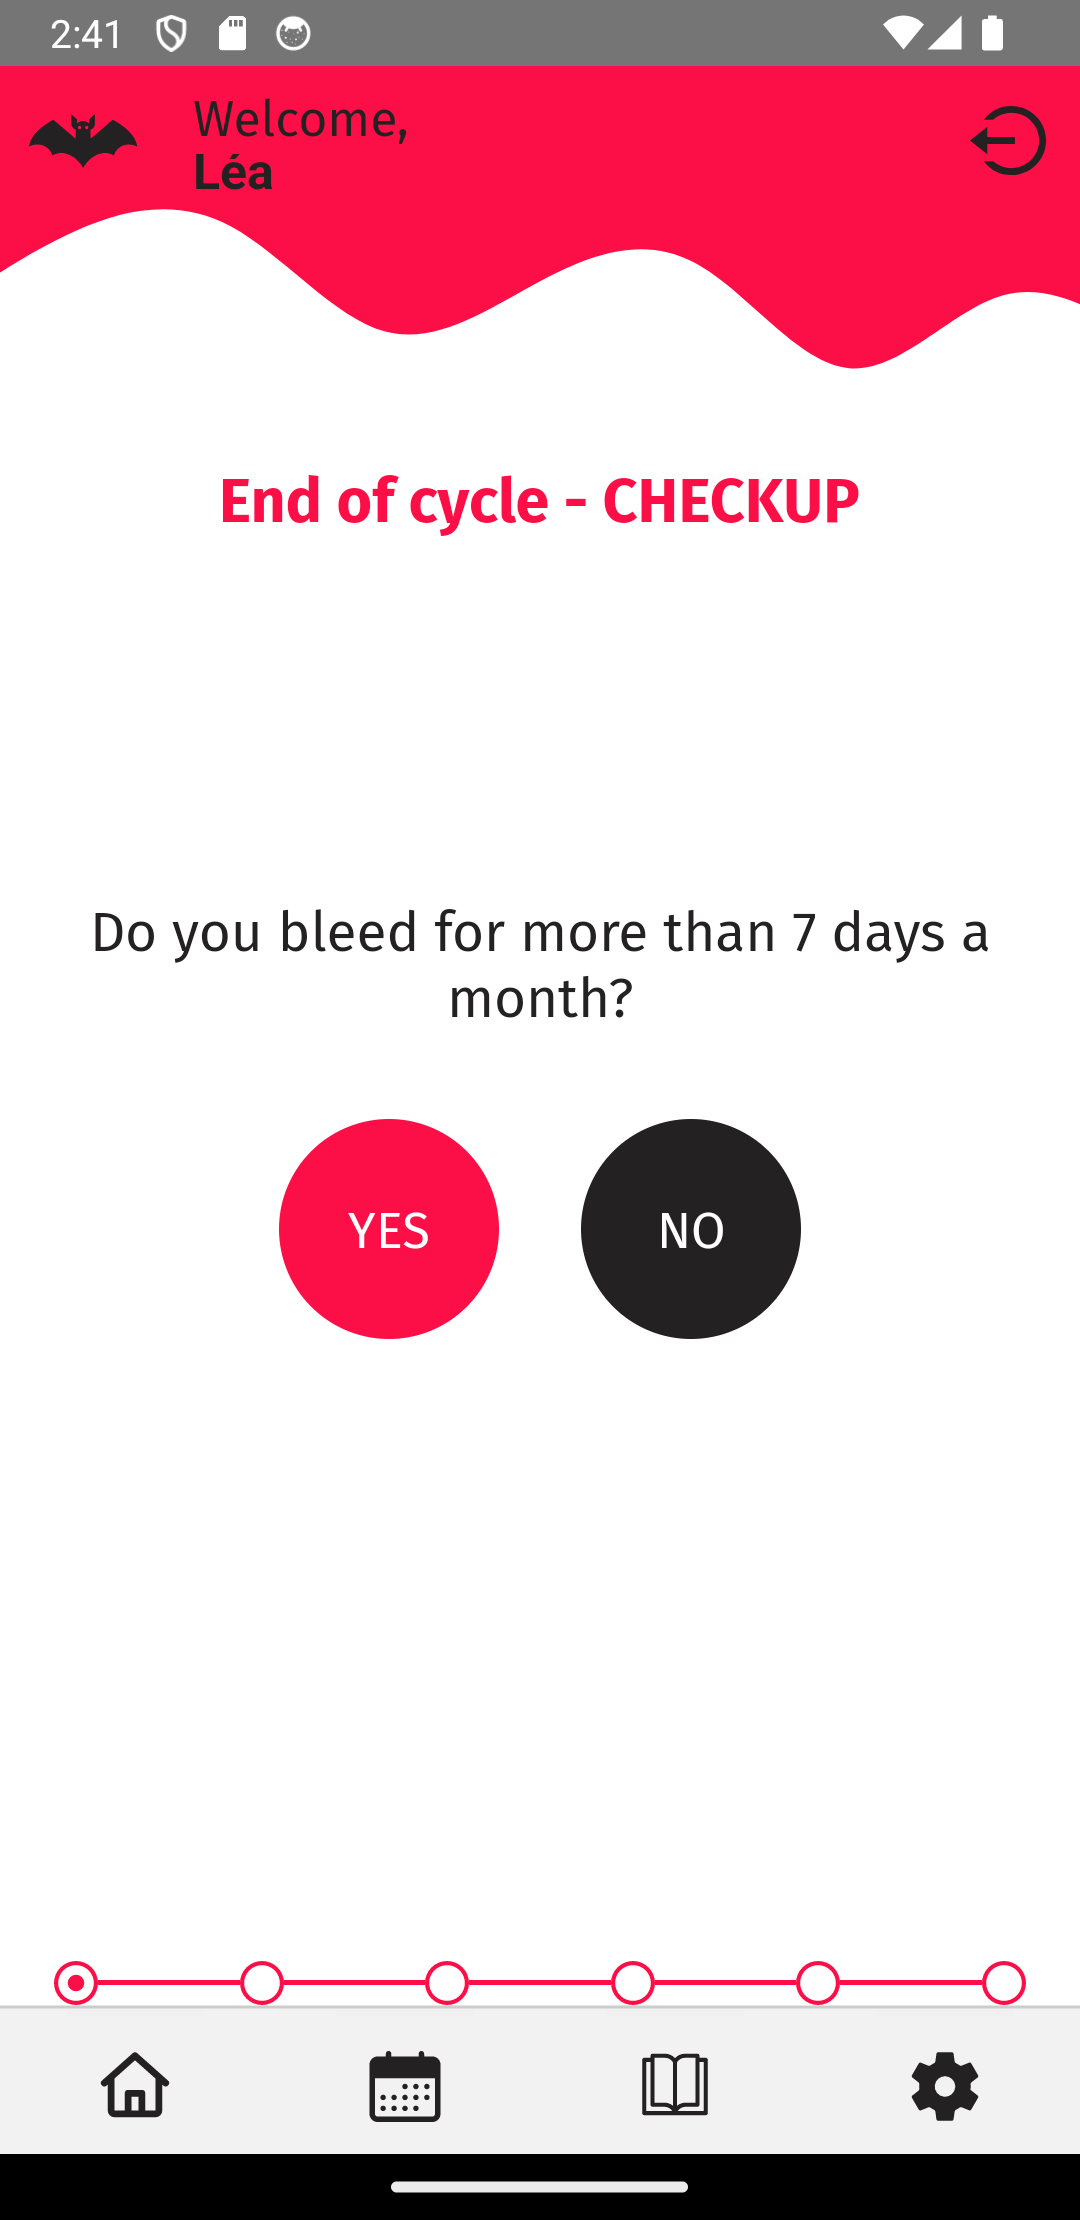 2:41
Welcome,
Léa
End of cycle - CHECKUP
Do you bleed for more than 7 days a
month?
YES
NO